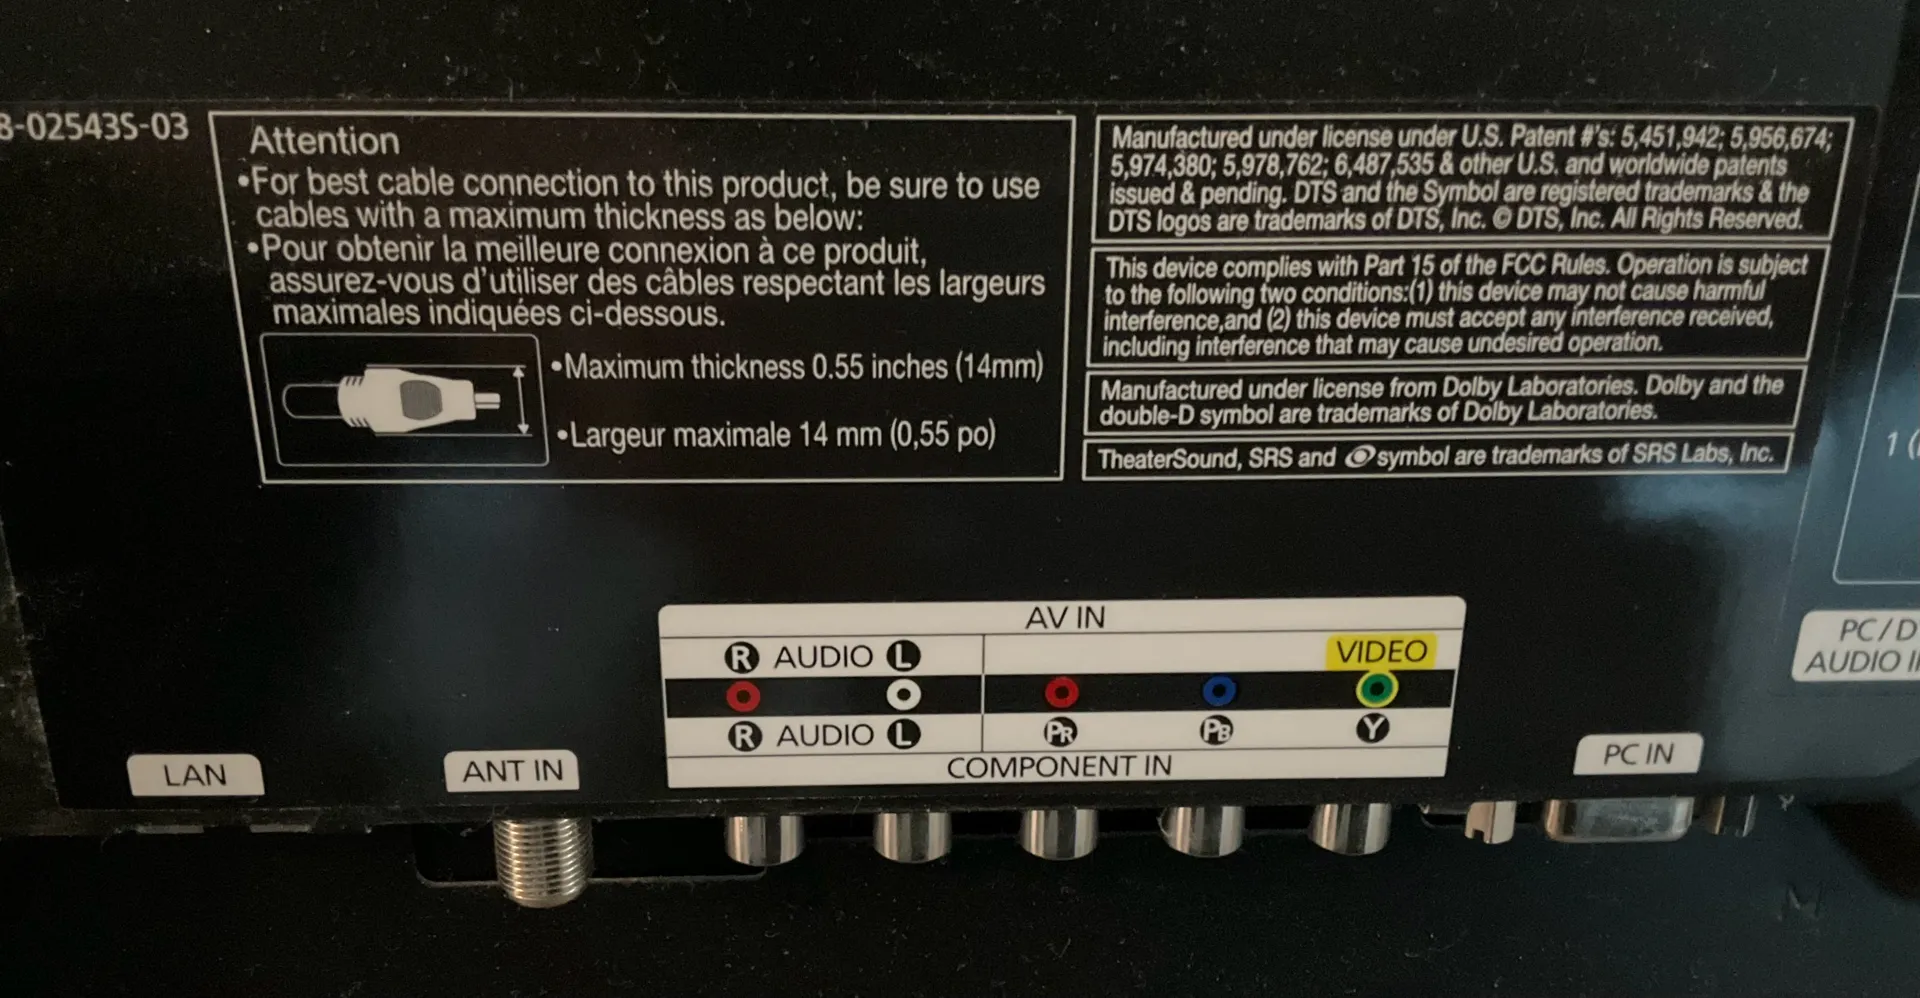 8-02543S-03
Attention
•For best cable connection to this product, be sure to use
cables with a maximum thickness as below:
•Pour obtenir la meilleure connexion à ce produit,
assurez-vous d'utiliser des câbles respectant les largeurs
maximales indiquées ci-dessous.
•Maximum thickness 0.55 inches (14mm)
•Largeur maximale 14 mm (0,55 po)
Manufactured under license under U.S. Patent #'s: 5,451,942; 5,956,674;
5,974,380; 5,978,762; 6,487,535 & other U.S. and worldwide patents
issued & pending. DTS and the Symbol are registered trademarks & the
DTS logos are trademarks of DTS, Inc. © DTS, Inc. All Rights Reserved.
This device complies with Part 15 of the FCC Rules. Operation is subject
to the following two conditions:(1) this device may not cause harmful
interference,and (2) this device must accept any interference received,
including interference that may cause undesired operation.
Manufactured under license from Dolby Laboratories. Dolby and the
double-D symbol are trademarks of Dolby Laboratories.
TheaterSound, SRS and symbol are trademarks of SRS Labs, Inc.
1 (
AV IN
R AUDIO L
VIDEO
R AUDIO L
PR PB Y
COMPONENT IN
LAN
ANT IN
PC IN
PC/D
AUDIO I